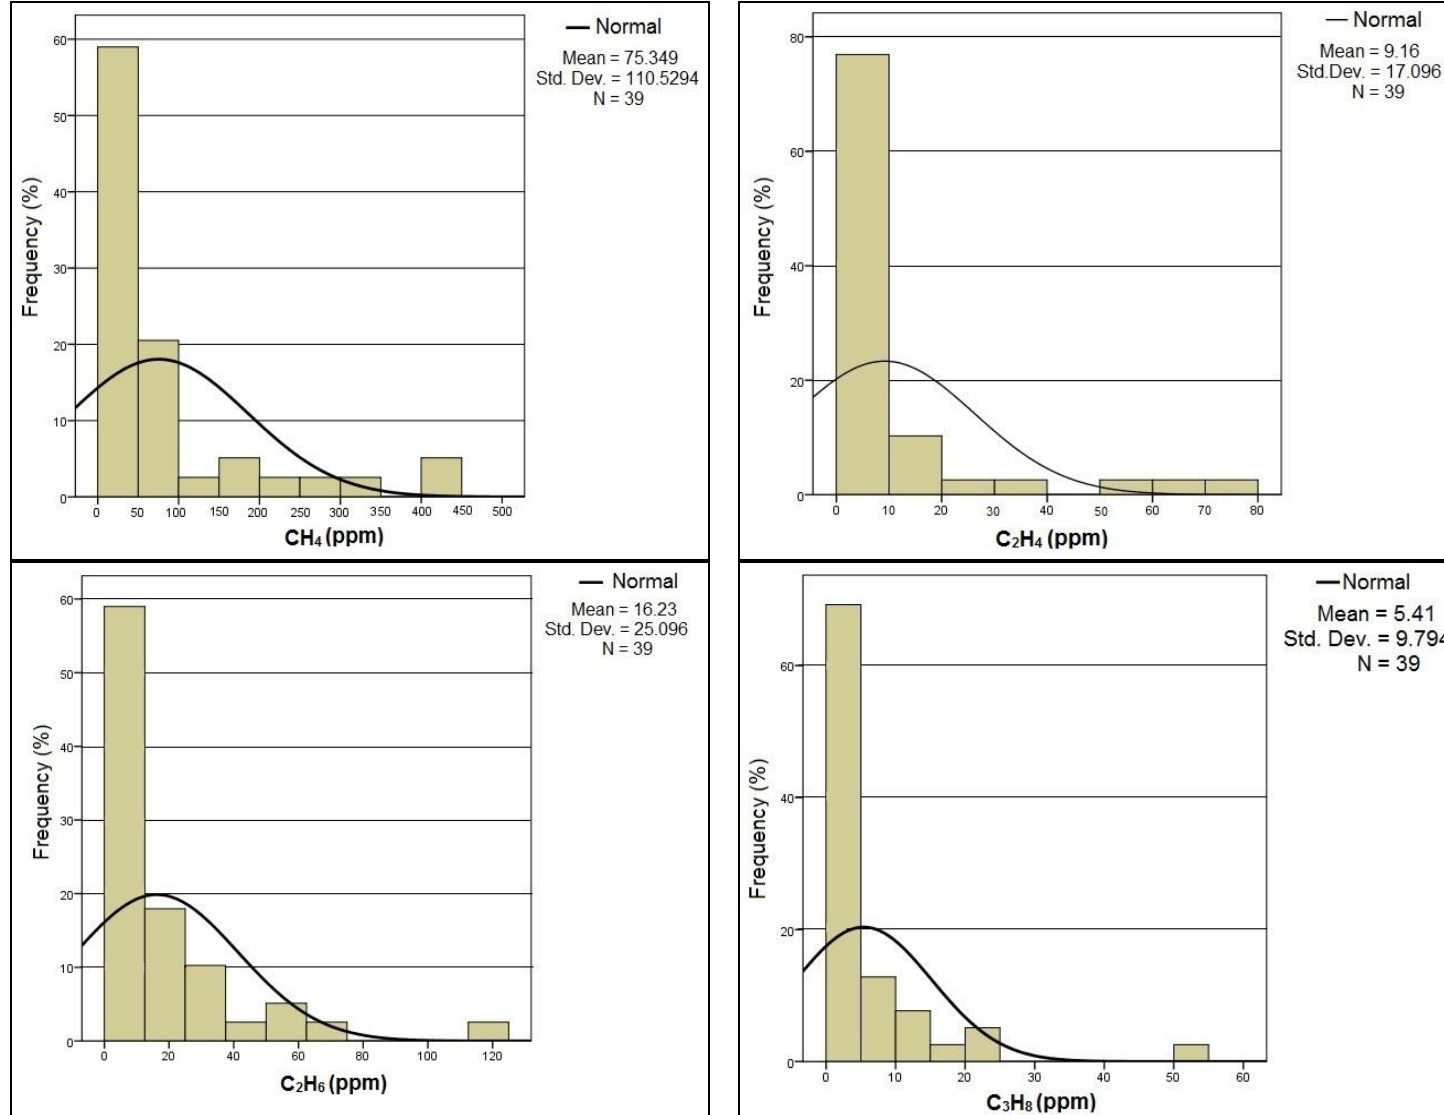 Normal
Mean = 75.349
Std. Dev. = 110.5294
N = 39
Frequency (%)
60
50
40
30
20
10
0
0 50 100 150 200 250 300 350 400 450 500
CH₄ (ppm)
Normal
Mean = 9.16
Std.Dev. = 17.096
N = 39
Frequency (%)
80
60
40
20
0
0 10 20 30 40 50 60 70 80
C₂H₄ (ppm)
Normal
Mean = 16.23
Std. Dev. = 25.096
N = 39
Frequency (%)
60
50
40
30
20
10
0
0 20 40 60 80 100 120
C₂H₆ (ppm)
Normal
Mean = 5.41
Std. Dev. = 9.794
N = 39
Frequency (%)
60
40
20
0
0 10 20 30 40 50 60
C₃H₈ (ppm)